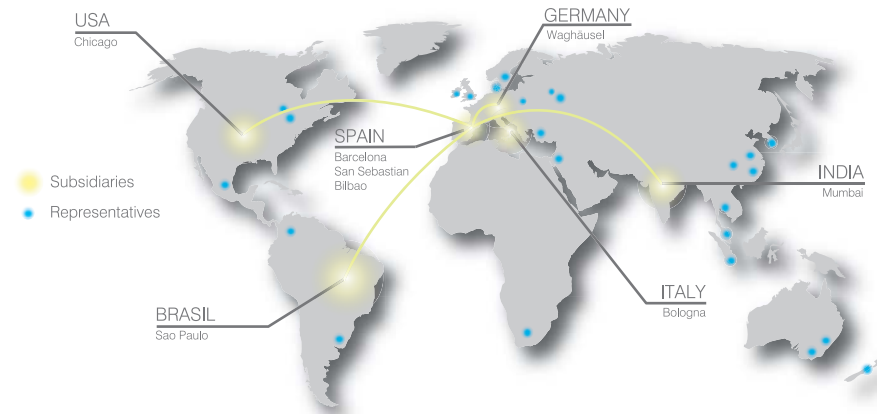 USA
Chicago
GERMANY
Waghäusel
SPAIN
Barcelona
San Sebastian
Bilbao
Subsidiaries
Representatives
INDIA
Mumbai
ITALY
Bologna
BRASIL
Sao Paulo